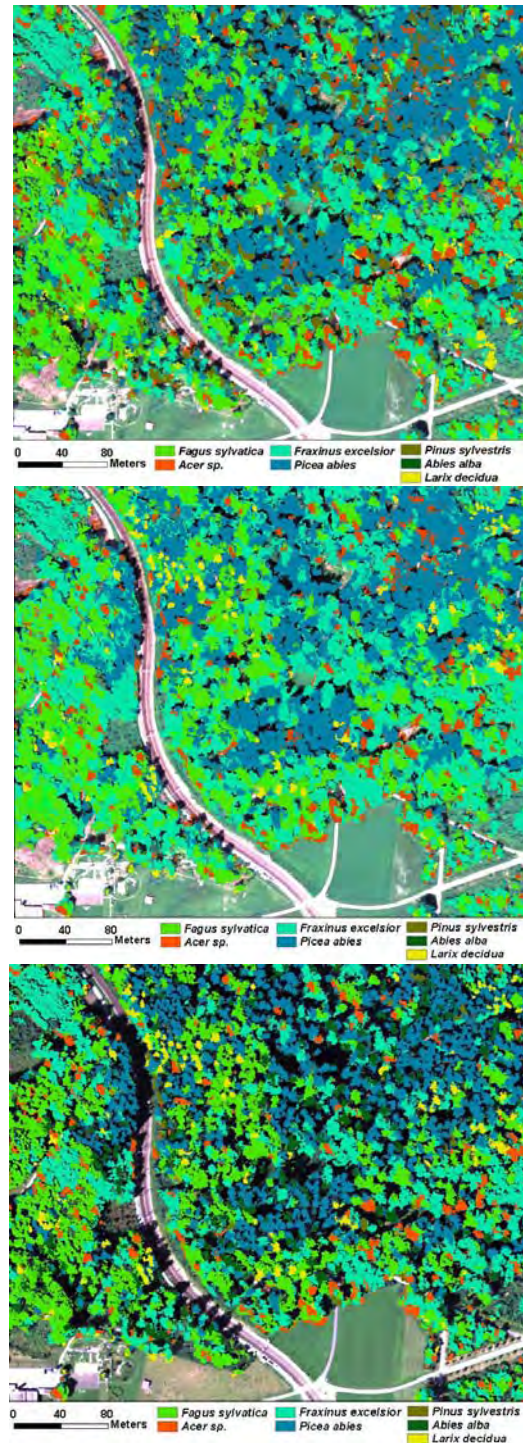 Fagus sylvatica Fraxinus excelsior Pinus sylvestris
0 40 80 Acer sp. Picea abies Abies alba
Meters Larix decidua
Fagus sylvatica Fraxinus excelsior Pinus sylvestris
0 40 80 Acer sp. Picea abies Abies alba
Meters Larix decidua
Fagus sylvatica Fraxinus excelsior Pinus sylvestris
0 40 80 Acer sp. Picea abies Abies alba
Meters Larix decidua